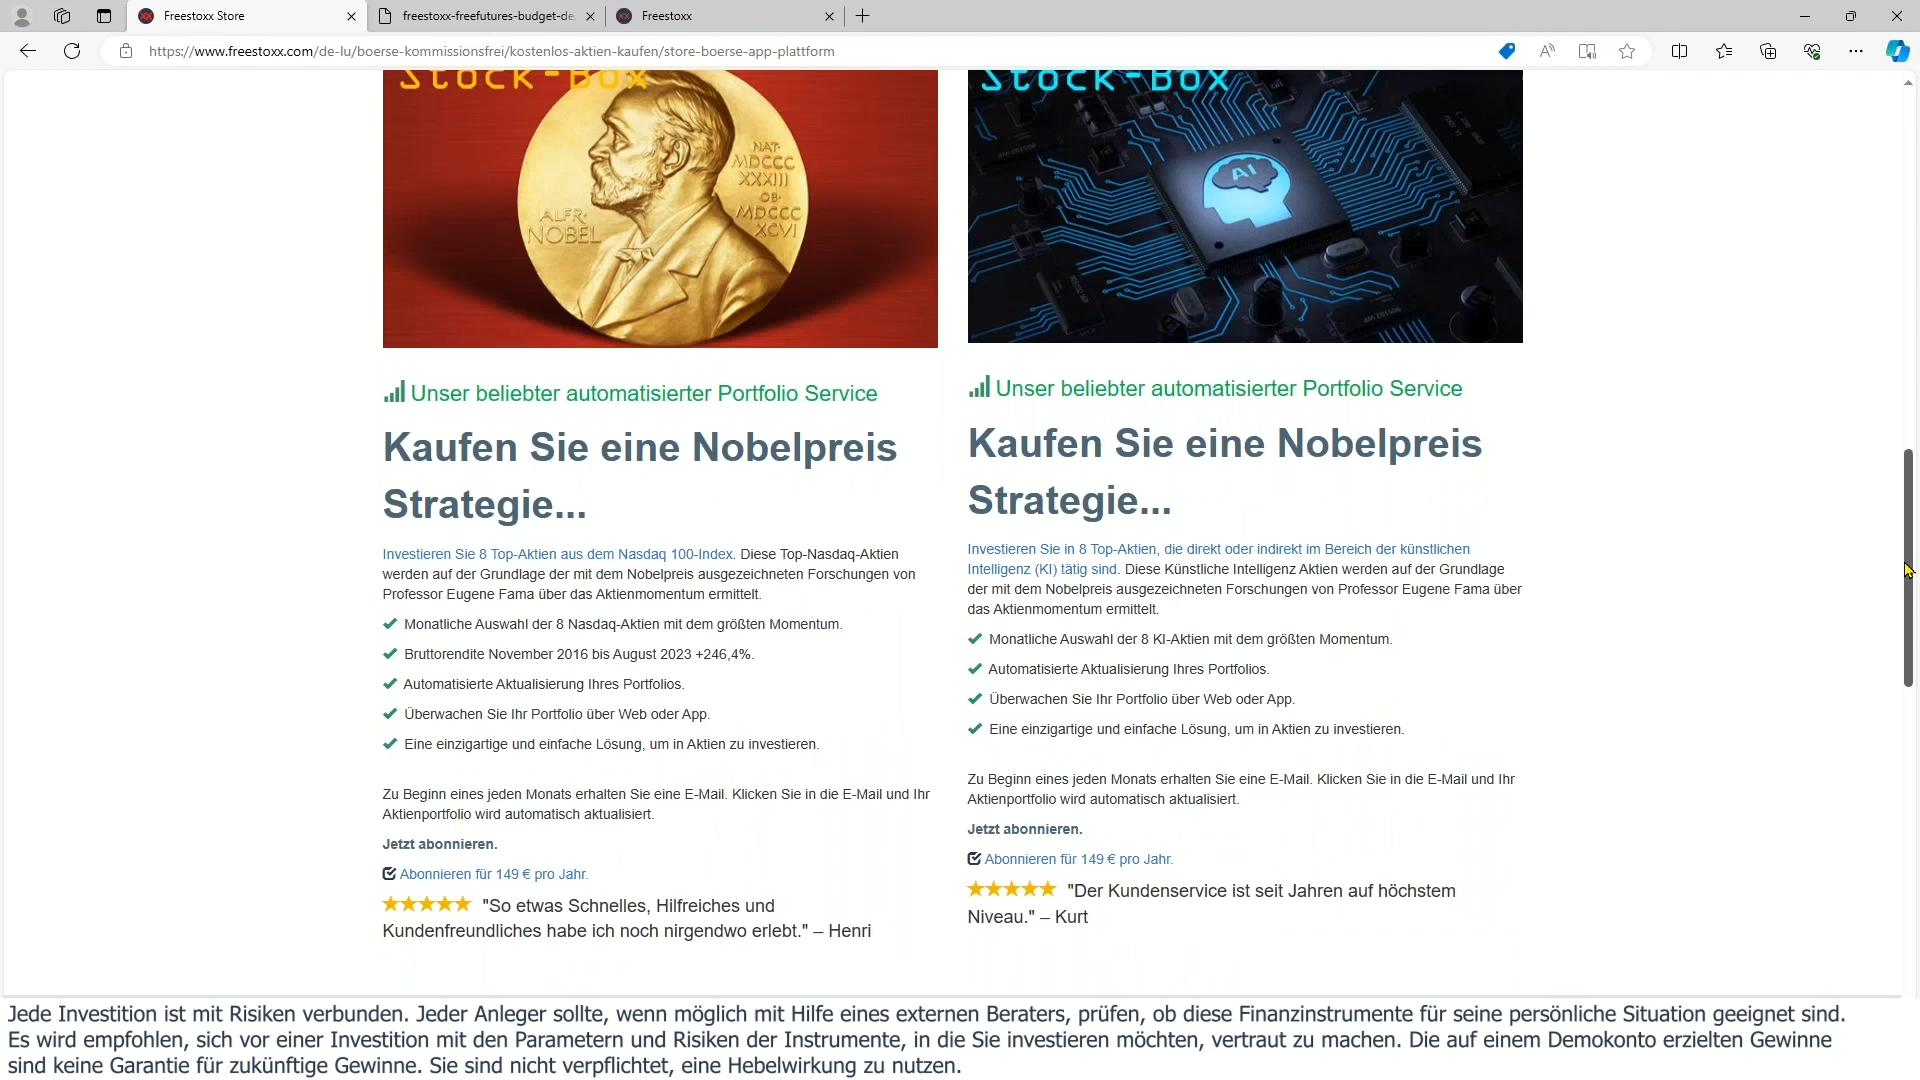 Freestoxx Store
freestoxx-freefutures-budget-de
Freestoxx
https://www.freestoxx.com/de-lu/boerse-kommissionsfrei/kostenlos-aktien-kaufen/store-boerse-app-plattform
Stock-Box
ALFR·
NOBEL
NAT·
MDCCC
XXXIII
OB·
MDCCC
XCVI
Unser beliebter automatisierter Portfolio Service
Kaufen Sie eine Nobelpreis
Strategie...
Investieren Sie 8 Top-Aktien aus dem Nasdaq 100-Index. Diese Top-Nasdaq-Aktien
werden auf der Grundlage der mit dem Nobelpreis ausgezeichneten Forschungen von
Professor Eugene Fama über das Aktienmomentum ermittelt.
Monatliche Auswahl der 8 Nasdaq-Aktien mit dem größten Momentum.
Bruttorendite November 2016 bis August 2023 +246,4%.
Automatisierte Aktualisierung Ihres Portfolios.
Überwachen Sie Ihr Portfolio über Web oder App.
Eine einzigartige und einfache Lösung, um in Aktien zu investieren.
Zu Beginn eines jeden Monats erhalten Sie eine E-Mail. Klicken Sie in die E-Mail und Ihr
Aktienportfolio wird automatisch aktualisiert.
Jetzt abonnieren.
Abonnieren für 149 € pro Jahr.
"So etwas Schnelles, Hilfreiches und
Kundenfreundliches habe ich noch nirgendwo erlebt." – Henri
Stock-Box
AI
Unser beliebter automatisierter Portfolio Service
Kaufen Sie eine Nobelpreis
Strategie...
Investieren Sie in 8 Top-Aktien, die direkt oder indirekt im Bereich der künstlichen
Intelligenz (KI) tätig sind. Diese Künstliche Intelligenz Aktien werden auf der Grundlage
der mit dem Nobelpreis ausgezeichneten Forschungen von Professor Eugene Fama über
das Aktienmomentum ermittelt.
Monatliche Auswahl der 8 KI-Aktien mit dem größten Momentum.
Automatisierte Aktualisierung Ihres Portfolios.
Überwachen Sie Ihr Portfolio über Web oder App.
Eine einzigartige und einfache Lösung, um in Aktien zu investieren.
Zu Beginn eines jeden Monats erhalten Sie eine E-Mail. Klicken Sie in die E-Mail und Ihr
Aktienportfolio wird automatisch aktualisiert.
Jetzt abonnieren.
Abonnieren für 149 € pro Jahr.
"Der Kundenservice ist seit Jahren auf höchstem
Niveau." – Kurt
Jede Investition ist mit Risiken verbunden. Jeder Anleger sollte, wenn möglich mit Hilfe eines externen Beraters, prüfen, ob diese Finanzinstrumente für seine persönliche Situation geeignet sind.
Es wird empfohlen, sich vor einer Investition mit den Parametern und Risiken der Instrumente, in die Sie investieren möchten, vertraut zu machen. Die auf einem Demokonto erzielten Gewinne
sind keine Garantie für zukünftige Gewinne. Sie sind nicht verpflichtet, eine Hebelwirkung zu nutzen.